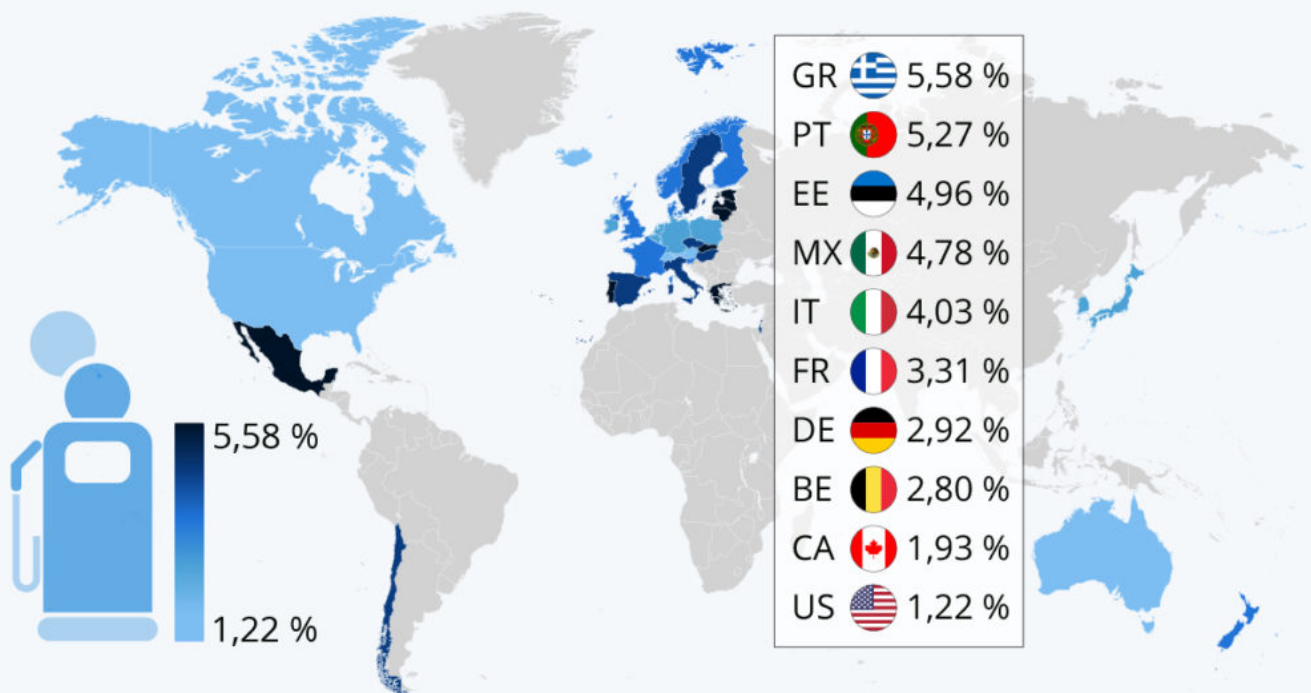 GR 5,58 %
PT 5,27 %
EE 4,96 %
MX 4,78 %
IT 4,03 %
FR 3,31 %
DE 2,92 %
BE 2,80 %
CA 1,93 %
US 1,22 %
5,58 %
1,22 %